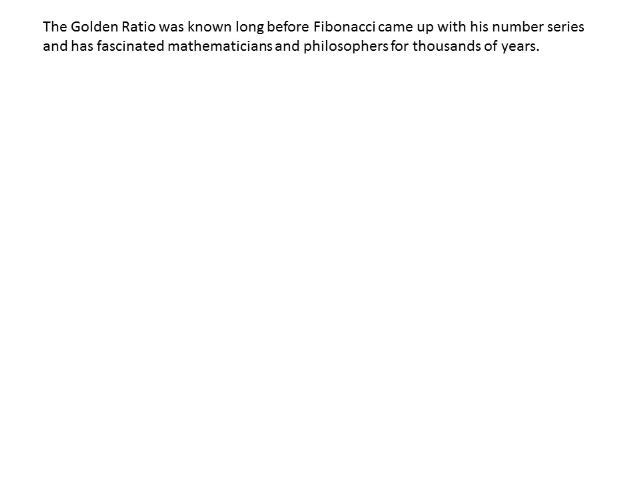 The Golden Ratio was known long before Fibonacci came up with his number series
and has fascinated mathematicians and philosophers for thousands of years.